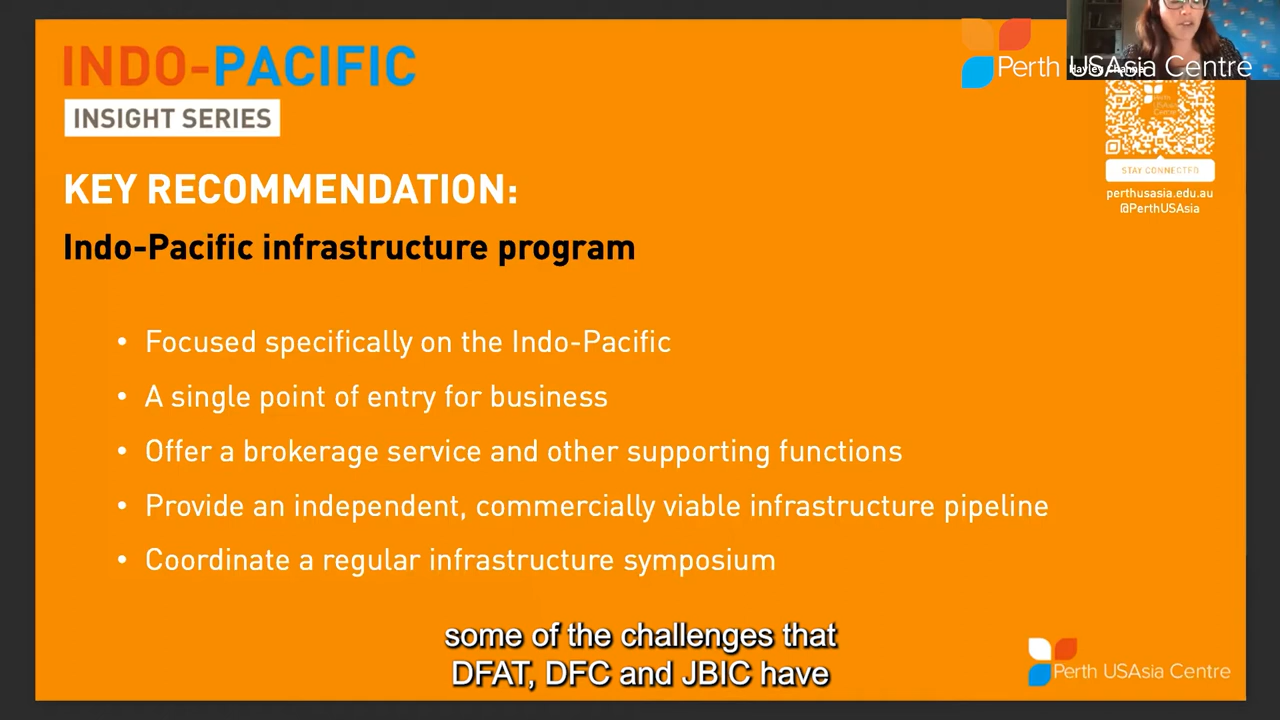 INDO-PACIFIC
INSIGHT SERIES
Perth USAsia Centre
STAY CONNECTED
perthusasia.edu.au
@PerthUSAsia
KEY RECOMMENDATION:
Indo-Pacific infrastructure program
• Focused specifically on the Indo-Pacific
• A single point of entry for business
• Offer a brokerage service and other supporting functions
• Provide an independent, commercially viable infrastructure pipeline
• Coordinate a regular infrastructure symposium
some of the challenges that
DFAT, DFC and JBIC have
Perth USAsia Centre